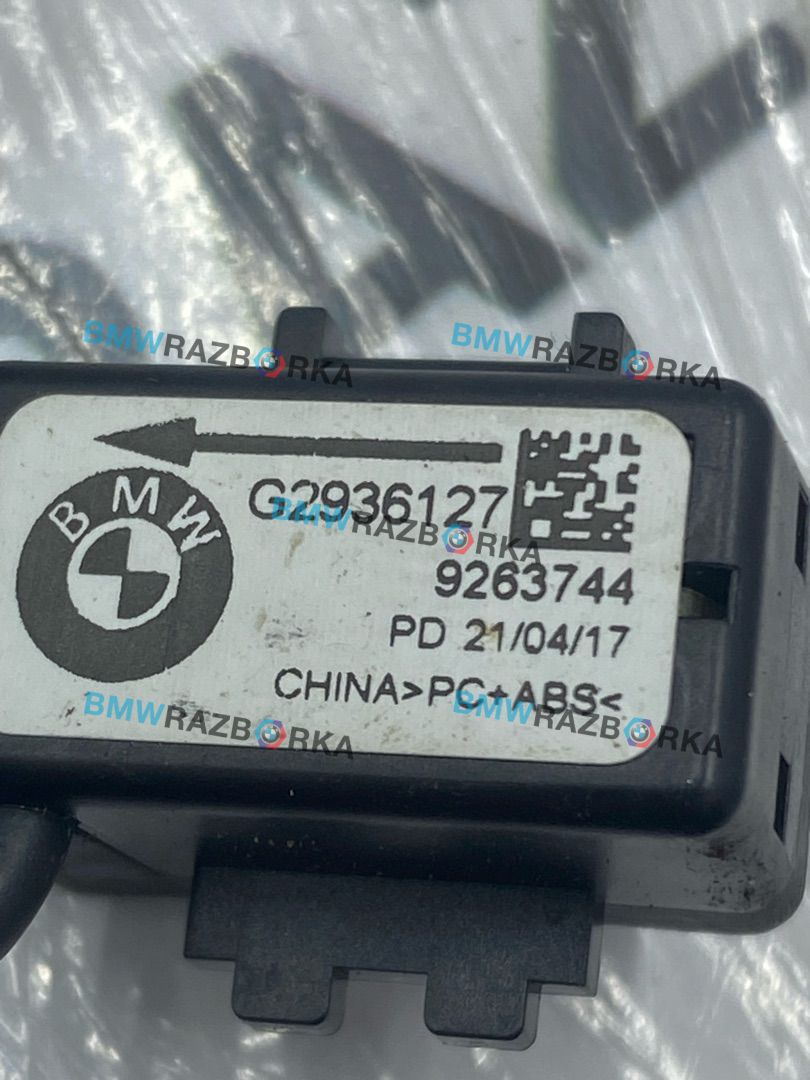 BMWRAZBORKA
BMWRAZBORKA
BMW
G2936127
BMWRAZBORKA
9263744
PD 21/04/17
CHINA>PC+ABS<
BMWRAZBORKA
BMWRAZBORKA